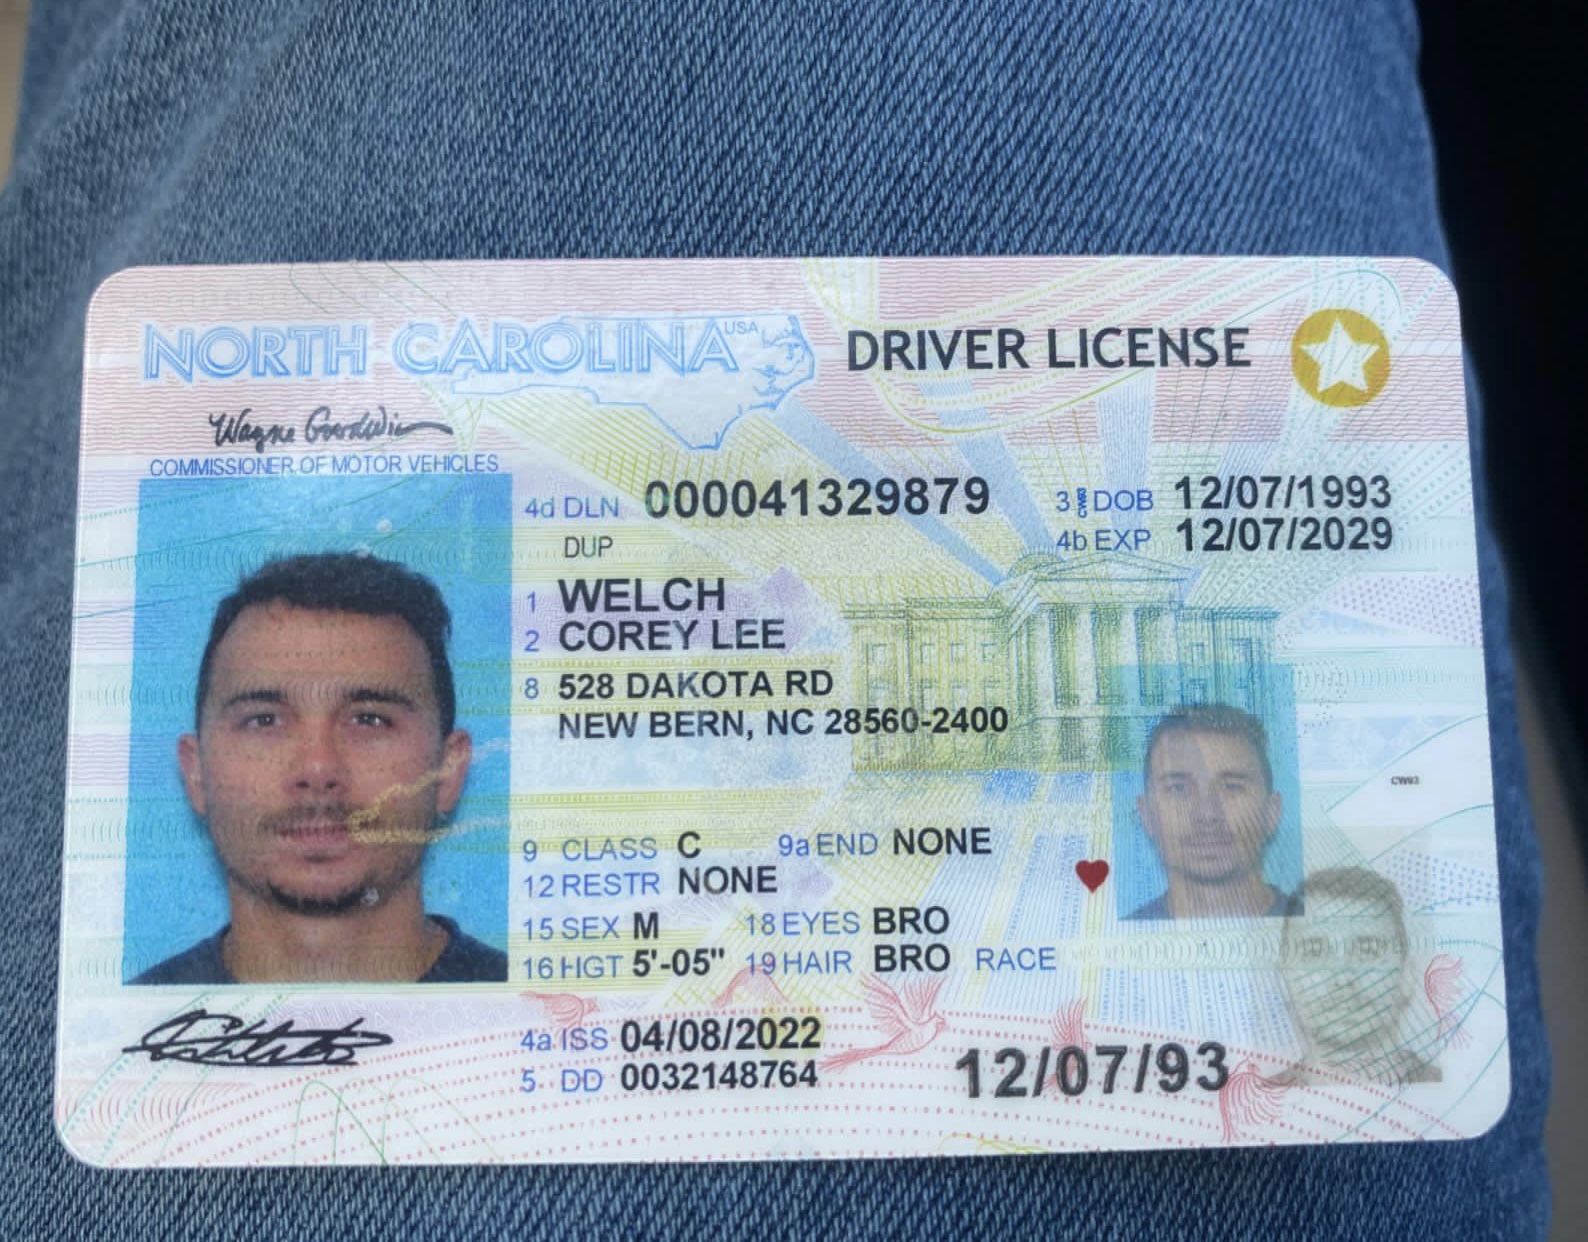 NORTH CAROLINA USA
DRIVER LICENSE
Wayne Goodwin
COMMISSIONER OF MOTOR VEHICLES
4d DLN 000041329879
3 DOB 12/07/1993
DUP
4b EXP 12/07/2029
1 WELCH
2 COREY LEE
8 528 DAKOTA RD
NEW BERN, NC 28560-2400
CW93
9 CLASS C 9a END NONE
12 RESTR NONE
15 SEX M 18 EYES BRO
16 HGT 5'-05" 19 HAIR BRO RACE
4a ISS 04/08/2022
5 DD 0032148764
12/07/93